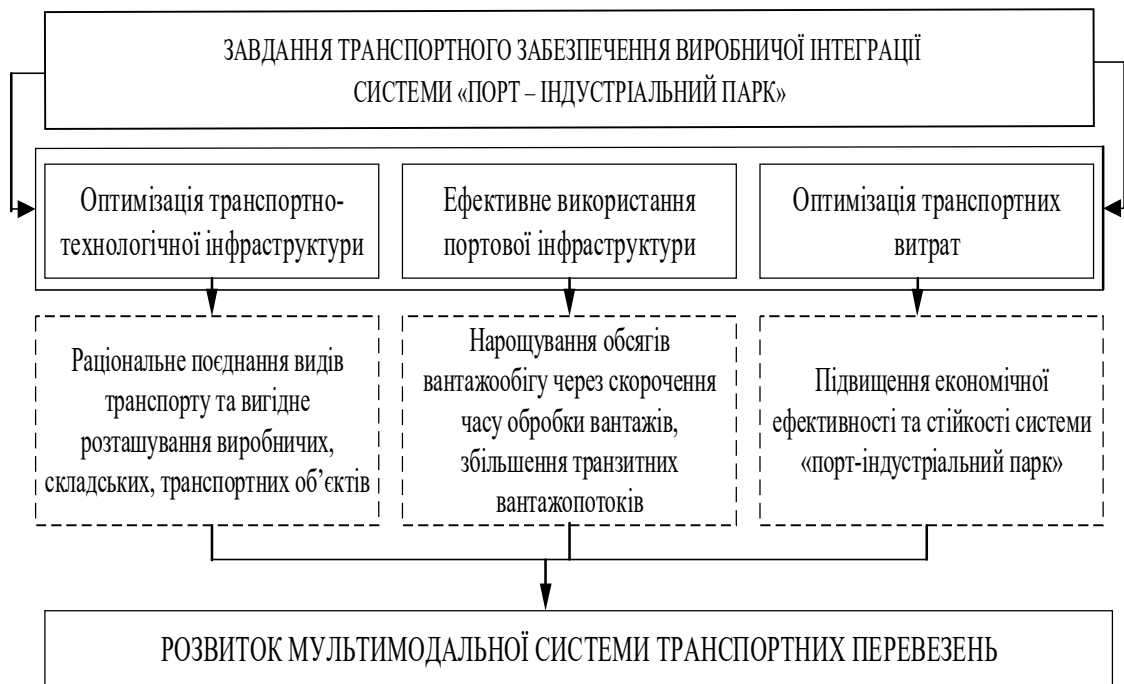 ЗАВДАННЯ ТРАНСПОРТНОГО ЗАБЕЗПЕЧЕННЯ ВИРОБНИЧОЇ ІНТЕГРАЦІЇ
СИСТЕМИ «ПОРТ – ІНДУСТРІАЛЬНИЙ ПАРК»
Оптимізація транспортно-
технологічної інфраструктури
Ефективне використання
портової інфраструктури
Оптимізація транспортних
витрат
Раціональне поєднання видів
транспорту та вигідне
розташування виробничих,
складських, транспортних об’єктів
Нарощування обсягів
вантажообігу через скорочення
часу обробки вантажів,
збільшення транзитних
вантажопотоків
Підвищення економічної
ефективності та стійкості системи
«порт-індустріальний парк»
РОЗВИТОК МУЛЬТИМОДАЛЬНОЇ СИСТЕМИ ТРАНСПОРТНИХ ПЕРЕВЕЗЕНЬ